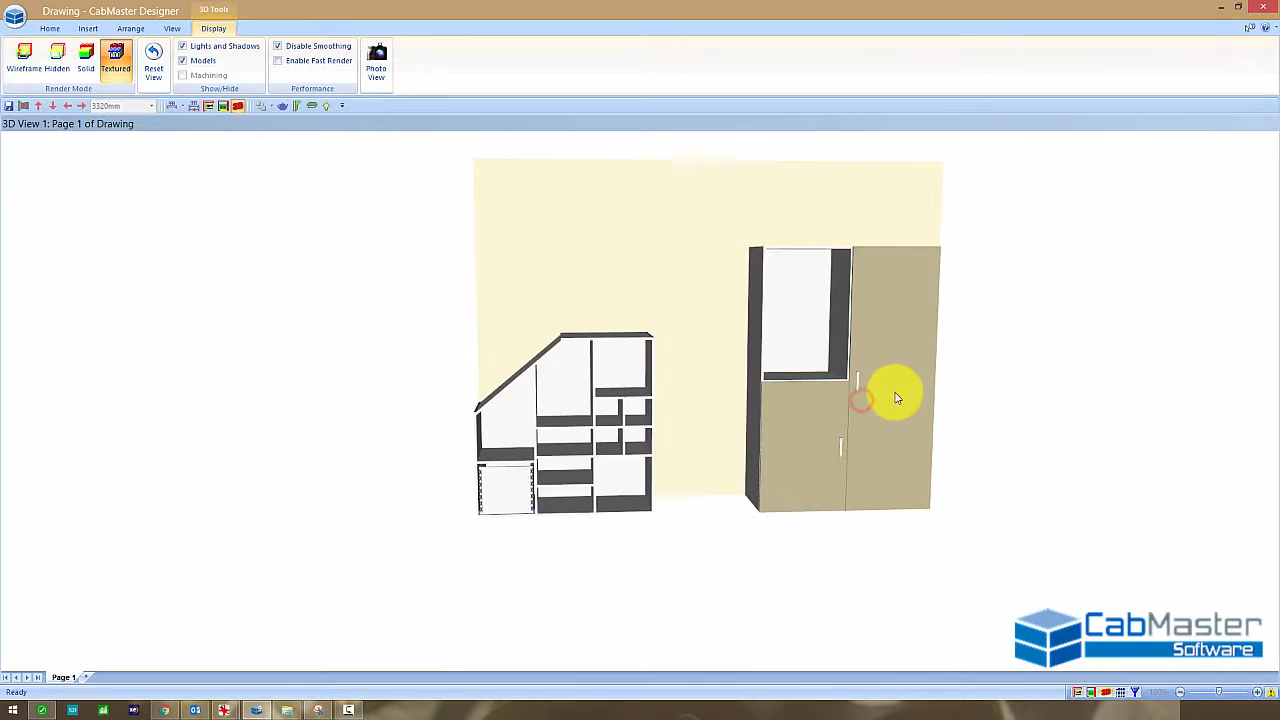 Drawing - CabMaster Designer
3D Tools
Home Insert Arrange View Display
Wireframe Hidden Solid Textured
Render Mode
Reset View
Lights and Shadows
Models
Machining
Show/Hide
Disable Smoothing
Enable Fast Render
Performance
Photo View
3320mm
3D View 1: Page 1 of Drawing
CabMaster
Software
Page 1
Ready
100%